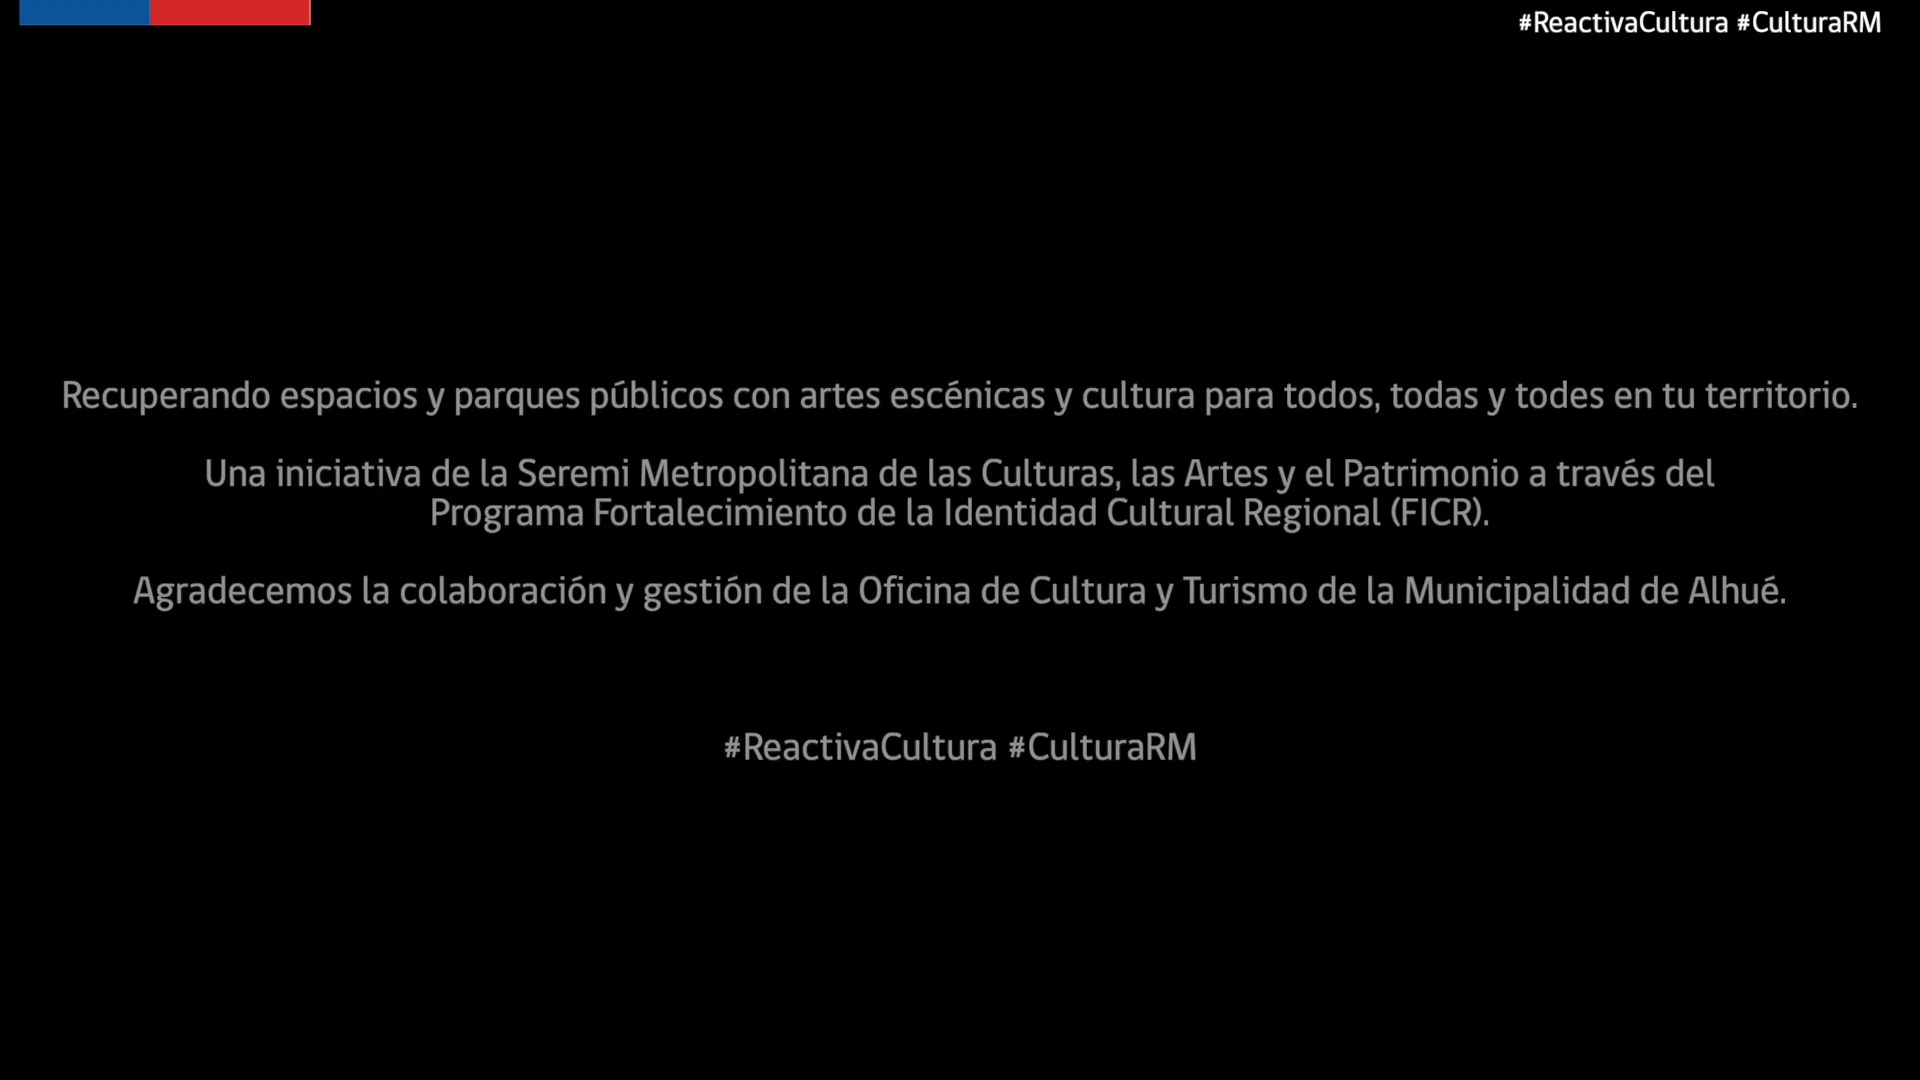 #ReactivaCultura #CulturaRM
Recuperando espacios y parques públicos con artes escénicas y cultura para todos, todas y todes en tu territorio.
Una iniciativa de la Seremi Metropolitana de las Culturas, las Artes y el Patrimonio a través del
Programa Fortalecimiento de la Identidad Cultural Regional (FICR).
Agradecemos la colaboración y gestión de la Oficina de Cultura y Turismo de la Municipalidad de Alhué.
#ReactivaCultura #CulturaRM